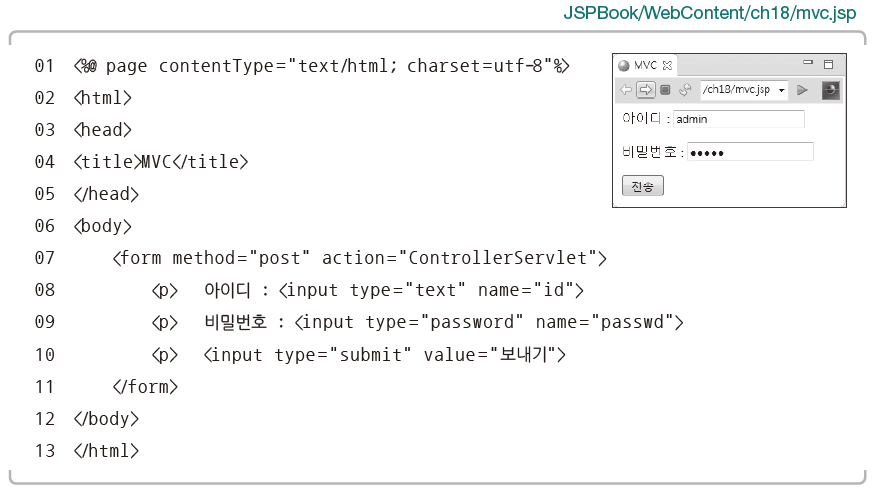 JSPBook/WebContent/ch18/mvc.jsp
01 <%@ page contentType="text/html; charset=utf-8"%>
02 <html>
03 <head>
04 <title>MVC</title>
05 </head>
06 <body>
07 <form method="post" action="ControllerServlet">
08 <p> 아이디 : <input type="text" name="id">
09 <p> 비밀번호 : <input type="password" name="passwd">
10 <p> <input type="submit" value="보내기">
11 </form>
12 </body>
13 </html>
MVC
/ch18/mvc.jsp
아이디 : admin
비밀번호 : •••••
전송